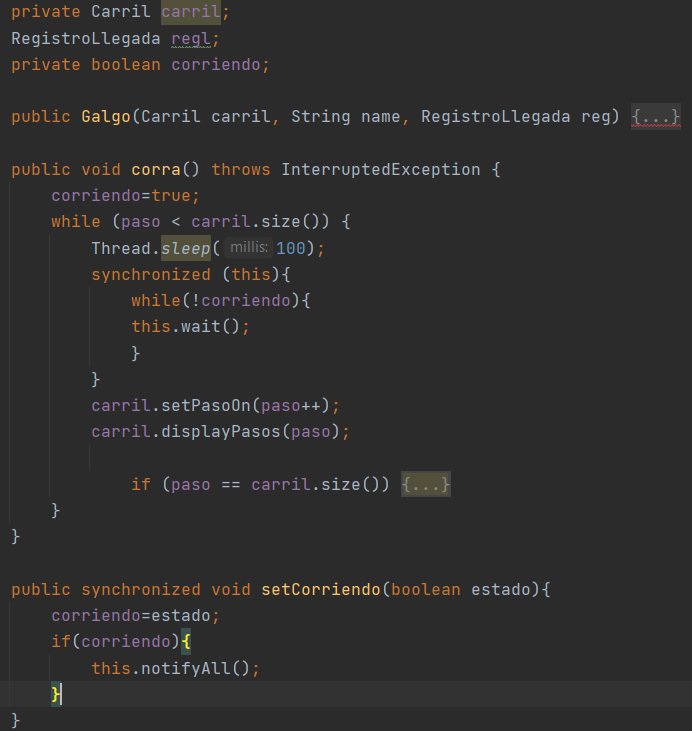 private Carril carril;
RegistroLlegada regl;
private boolean corriendo;
public Galgo(Carril carril, String name, RegistroLlegada reg) {...}
public void corra() throws InterruptedException {
corriendo=true;
while (paso < carril.size()) {
Thread.sleep( millis: 100);
synchronized (this){
while(!corriendo){
this.wait();
}
}
carril.setPasoOn(paso++);
carril.displayPasos(paso);
if (paso == carril.size()) {...}
}
}
public synchronized void setCorriendo(boolean estado){
corriendo=estado;
if(corriendo){
this.notifyAll();
}
}